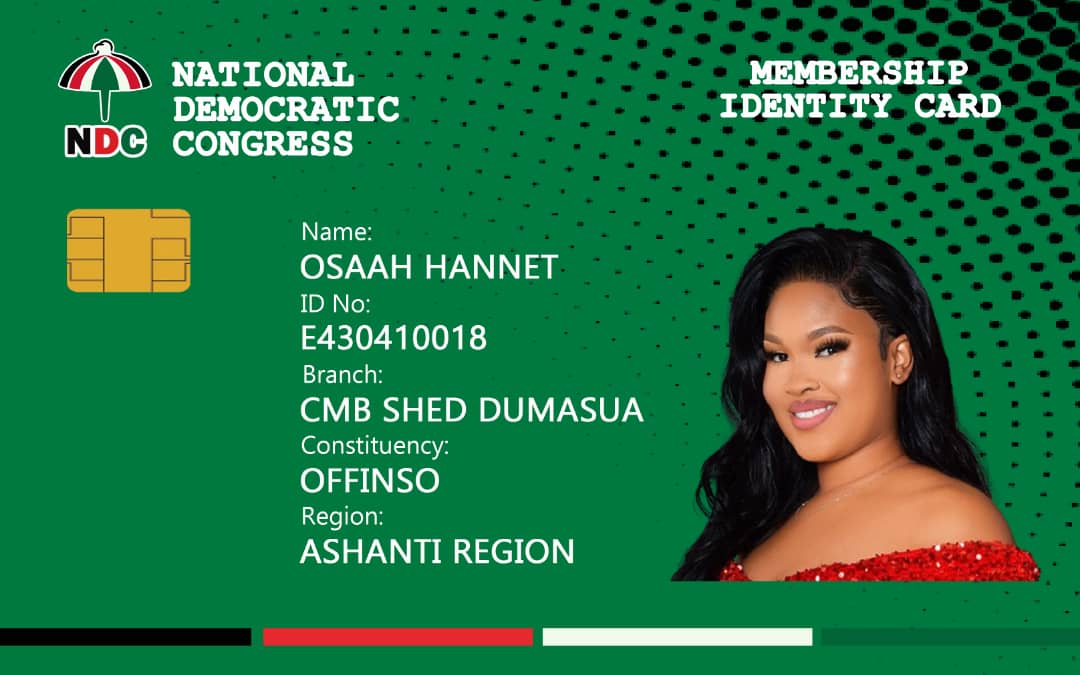 NATIONAL
DEMOCRATIC
CONGRESS
NDC
MEMBERSHIP
IDENTITY CARD
Name:
OSAAH HANNET
ID No:
E430410018
Branch:
CMB SHED DUMASUA
Constituency:
OFFINSO
Region:
ASHANTI REGION